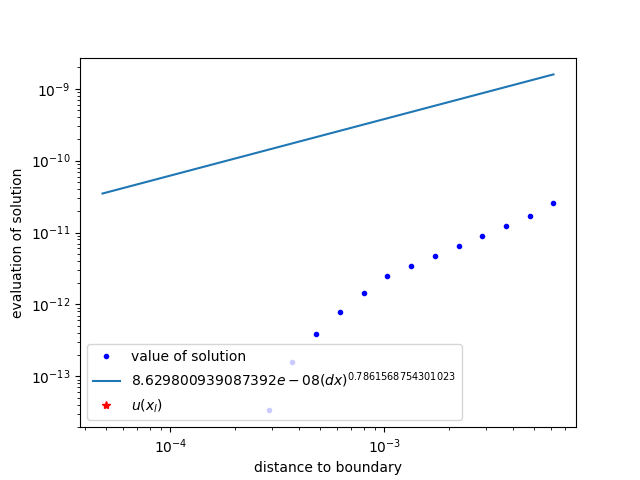 10⁻⁹
10⁻¹⁰
10⁻¹¹
10⁻¹²
10⁻¹³
evaluation of solution
value of solution
8.629800939087392e − 08(dx)^0.7861568754301023
u(x_l)
10⁻⁴ 10⁻³
distance to boundary